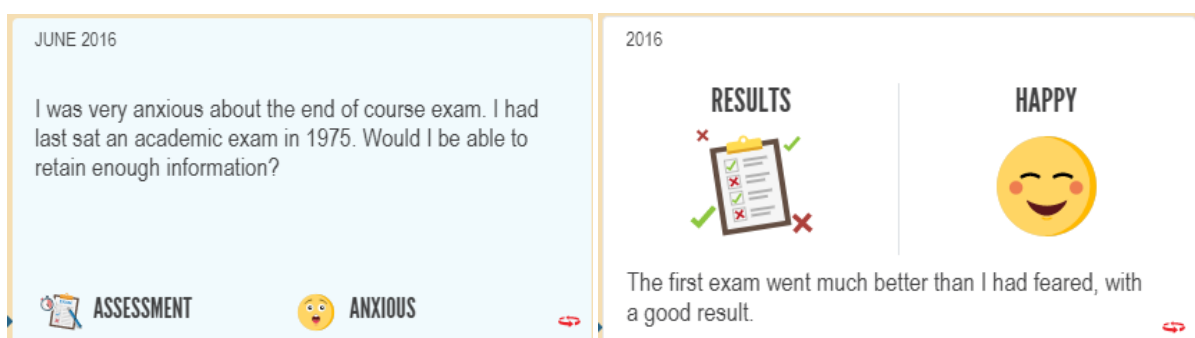 JUNE 2016
I was very anxious about the end of course exam. I had
last sat an academic exam in 1975. Would I be able to
retain enough information?
ASSESSMENT
ANXIOUS
2016
RESULTS
HAPPY
The first exam went much better than I had feared, with
a good result.